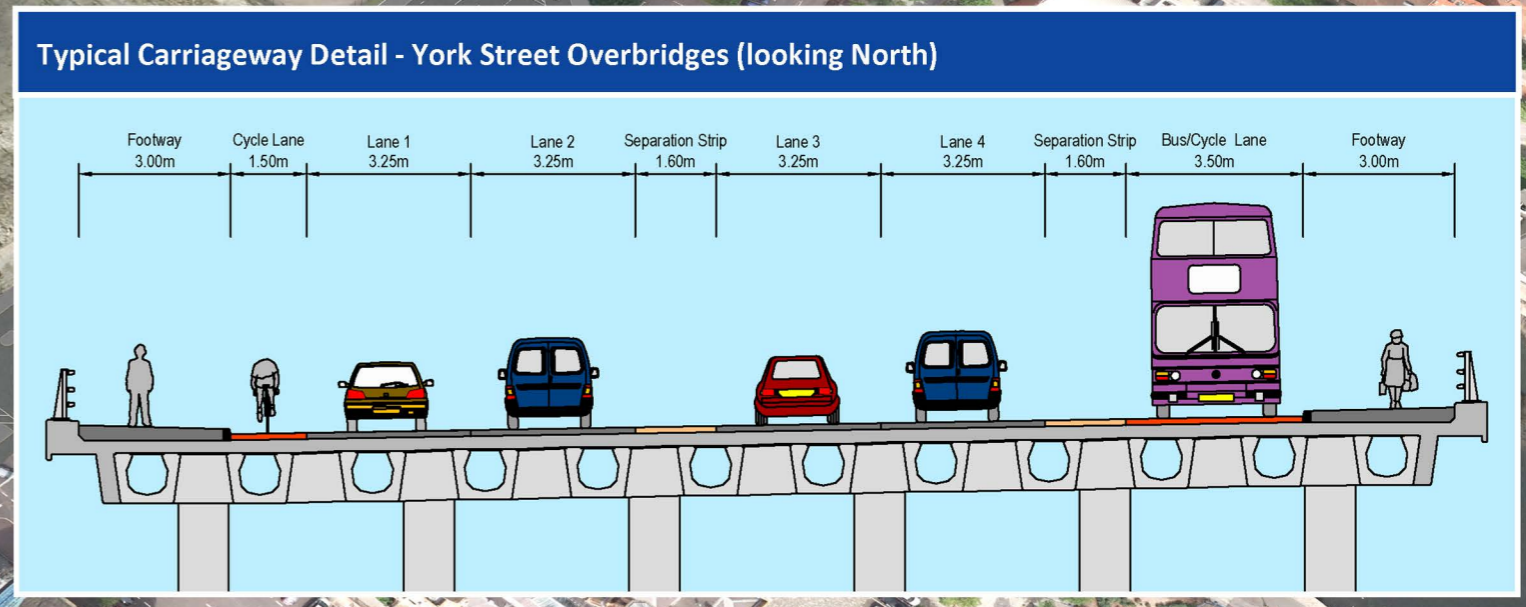 Typical Carriageway Detail - York Street Overbridges (looking North)
Footway
3.00m
Cycle Lane
1.50m
Lane 1
3.25m
Lane 2
3.25m
Separation Strip
1.60m
Lane 3
3.25m
Lane 4
3.25m
Separation Strip
1.60m
Bus/Cycle Lane
3.50m
Footway
3.00m